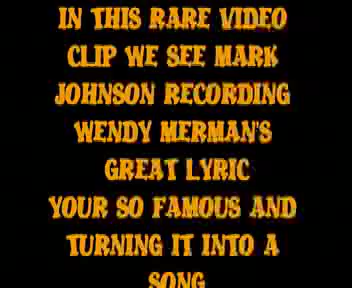 IN THIS RARE VIDEO
CLIP WE SEE MARK
JOHNSON RECORDING
WENDY MERMAN'S
GREAT LYRIC
YOUR SO FAMOUS AND
TURNING IT INTO A
SONG